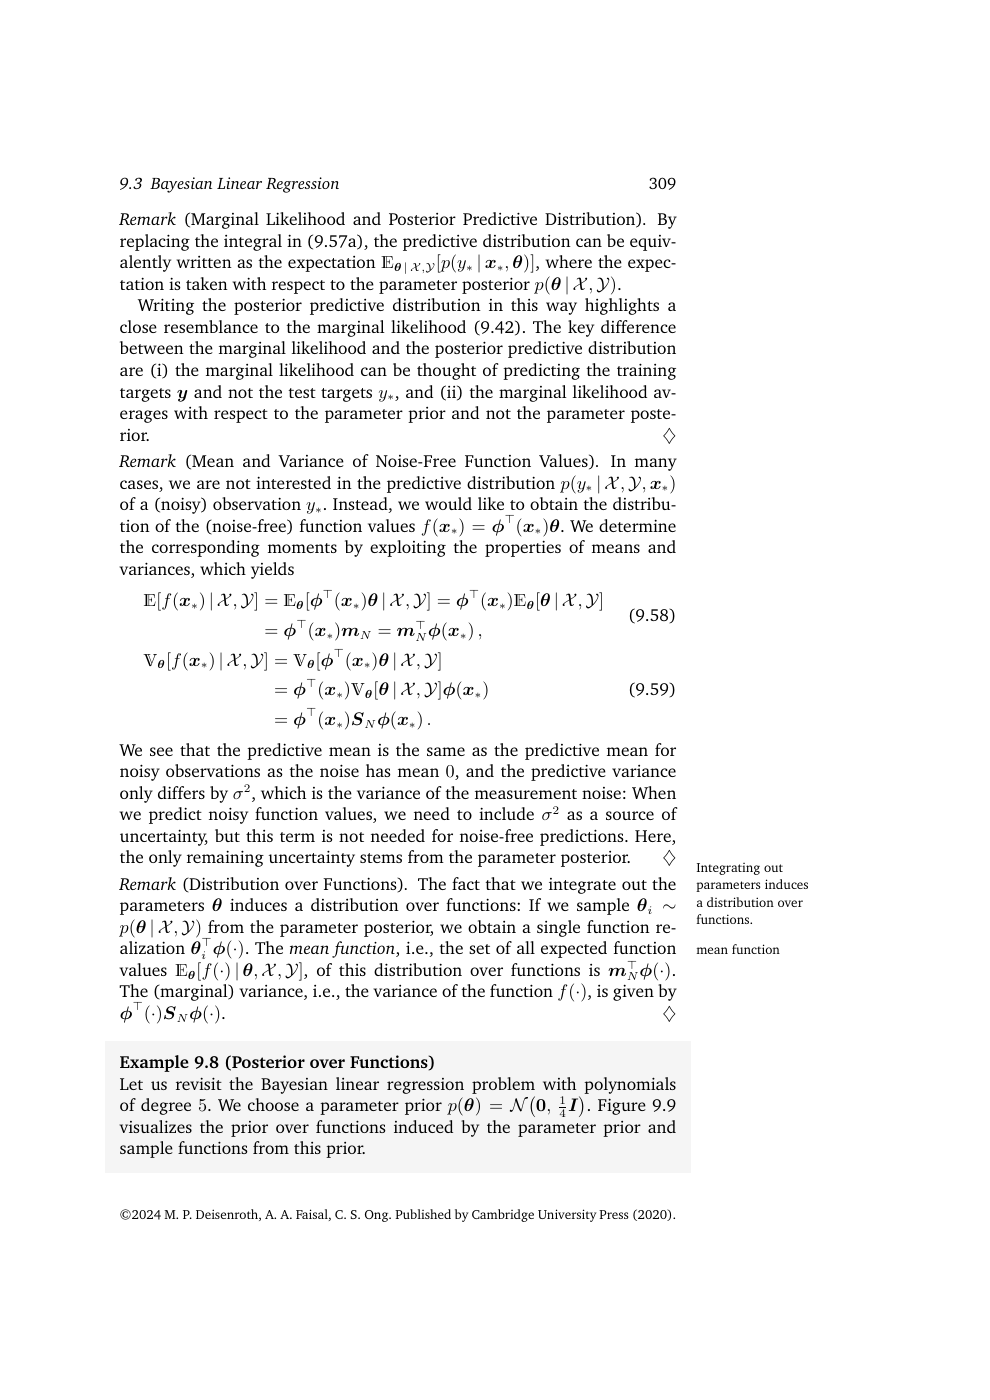 9.3 Bayesian Linear Regression 309
Remark (Marginal Likelihood and Posterior Predictive Distribution). By
replacing the integral in (9.57a), the predictive distribution can be equiv-
alently written as the expectation 𝔼_{𝜽 | 𝒳,𝒴}[p(y∗ | 𝒙∗, 𝜽)], where the expec-
tation is taken with respect to the parameter posterior p(𝜽 | 𝒳, 𝒴).
Writing the posterior predictive distribution in this way highlights a
close resemblance to the marginal likelihood (9.42). The key difference
between the marginal likelihood and the posterior predictive distribution
are (i) the marginal likelihood can be thought of predicting the training
targets 𝒚 and not the test targets y∗, and (ii) the marginal likelihood av-
erages with respect to the parameter prior and not the parameter poste-
rior. ♢
Remark (Mean and Variance of Noise-Free Function Values). In many
cases, we are not interested in the predictive distribution p(y∗ | 𝒳, 𝒴, 𝒙∗)
of a (noisy) observation y∗. Instead, we would like to obtain the distribu-
tion of the (noise-free) function values f(𝒙∗) = 𝝓⊤(𝒙∗)𝜽. We determine
the corresponding moments by exploiting the properties of means and
variances, which yields
𝔼[f(𝒙∗) | 𝒳, 𝒴] = 𝔼_𝜽[𝝓⊤(𝒙∗)𝜽 | 𝒳, 𝒴] = 𝝓⊤(𝒙∗)𝔼_𝜽[𝜽 | 𝒳, 𝒴]
(9.58)
= 𝝓⊤(𝒙∗)𝒎_N = 𝒎_N^⊤𝝓(𝒙∗) ,
𝕍_𝜽[f(𝒙∗) | 𝒳, 𝒴] = 𝕍_𝜽[𝝓⊤(𝒙∗)𝜽 | 𝒳, 𝒴]
= 𝝓⊤(𝒙∗)𝕍_𝜽[𝜽 | 𝒳, 𝒴]𝝓(𝒙∗) (9.59)
= 𝝓⊤(𝒙∗)𝑺_N𝝓(𝒙∗) .
We see that the predictive mean is the same as the predictive mean for
noisy observations as the noise has mean 0, and the predictive variance
only differs by σ², which is the variance of the measurement noise: When
we predict noisy function values, we need to include σ² as a source of
uncertainty, but this term is not needed for noise-free predictions. Here,
the only remaining uncertainty stems from the parameter posterior. ♢
Remark (Distribution over Functions). The fact that we integrate out the
parameters 𝜽 induces a distribution over functions: If we sample 𝜽_i ∼
p(𝜽 | 𝒳, 𝒴) from the parameter posterior, we obtain a single function re-
alization 𝜽_i^⊤𝝓(·). The mean function, i.e., the set of all expected function
values 𝔼_𝜽[f(·) | 𝜽, 𝒳, 𝒴], of this distribution over functions is 𝒎_N^⊤𝝓(·).
The (marginal) variance, i.e., the variance of the function f(·), is given by
𝝓⊤(·)𝑺_N𝝓(·). ♢
Integrating out
parameters induces
a distribution over
functions.
mean function
Example 9.8 (Posterior over Functions)
Let us revisit the Bayesian linear regression problem with polynomials
of degree 5. We choose a parameter prior p(𝜽) = 𝒩(𝟎, ¼𝑰). Figure 9.9
visualizes the prior over functions induced by the parameter prior and
sample functions from this prior.
©2024 M. P. Deisenroth, A. A. Faisal, C. S. Ong. Published by Cambridge University Press (2020).